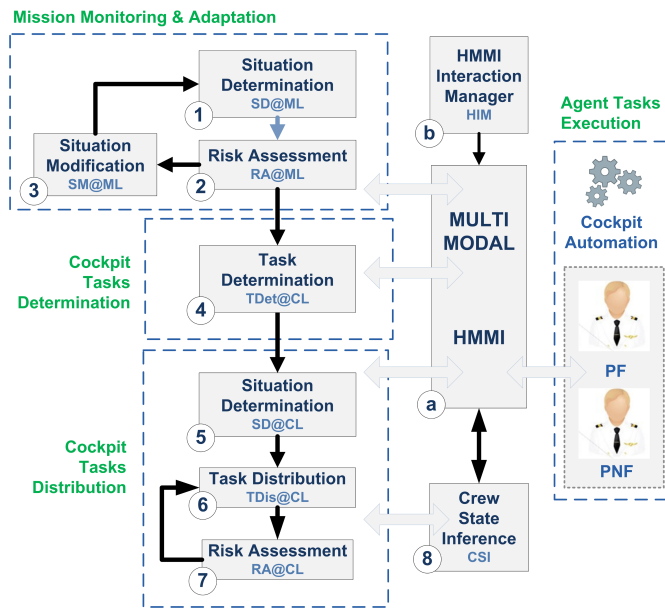 Mission Monitoring & Adaptation
Situation
Determination
SD@ML
1
Risk Assessment
RA@ML
2
Situation
Modification
SM@ML
3
Cockpit
Tasks
Determination
Task
Determination
TDet@CL
4
Cockpit
Tasks
Distribution
Situation
Determination
SD@CL
5
Task Distribution
TDis@CL
6
Risk Assessment
RA@CL
7
HMMI
Interaction
Manager
HIM
b
MULTI
MODAL
HMMI
a
Crew
State
Inference
CSI
8
Agent Tasks
Execution
Cockpit
Automation
PF
PNF